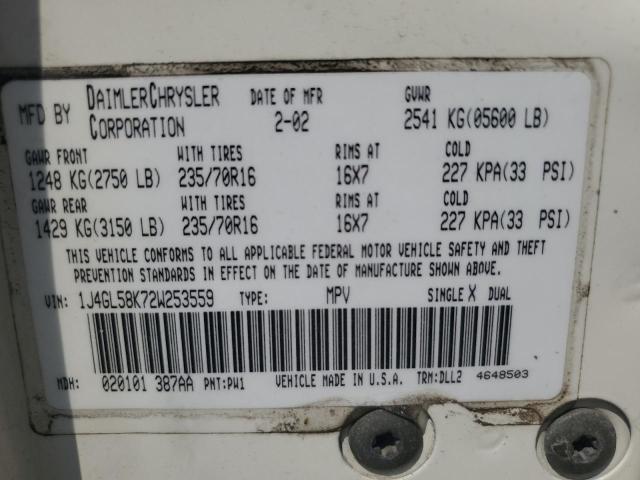 MFD BY DAIMLERCHRYSLER CORPORATION DATE OF MFR 2-02 GVWR 2541 KG(05600 LB)
GAWR FRONT WITH TIRES RIMS AT COLD
1248 KG(2750 LB) 235/70R16 16X7 227 KPA(33 PSI)
GAWR REAR WITH TIRES RIMS AT COLD
1429 KG(3150 LB) 235/70R16 16X7 227 KPA(33 PSI)
THIS VEHICLE CONFORMS TO ALL APPLICABLE FEDERAL MOTOR VEHICLE SAFETY AND THEFT
PREVENTION STANDARDS IN EFFECT ON THE DATE OF MANUFACTURE SHOWN ABOVE.
VIN: 1J4GL58K72W253559 TYPE: MPV SINGLE X DUAL
MDH: 020101 387AA PNT:PW1 VEHICLE MADE IN U.S.A. TRM:DLL2 4648503